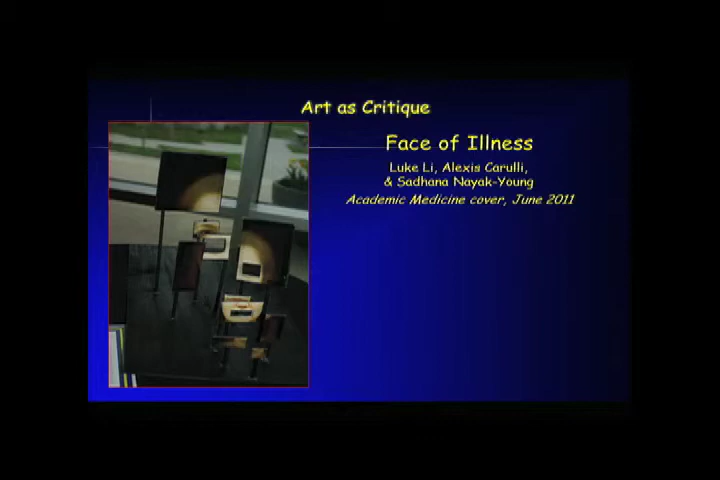 Art as Critique
Face of Illness
Luke Li, Alexis Carulli,
& Sadhana Nayak-Young
Academic Medicine cover, June 2011